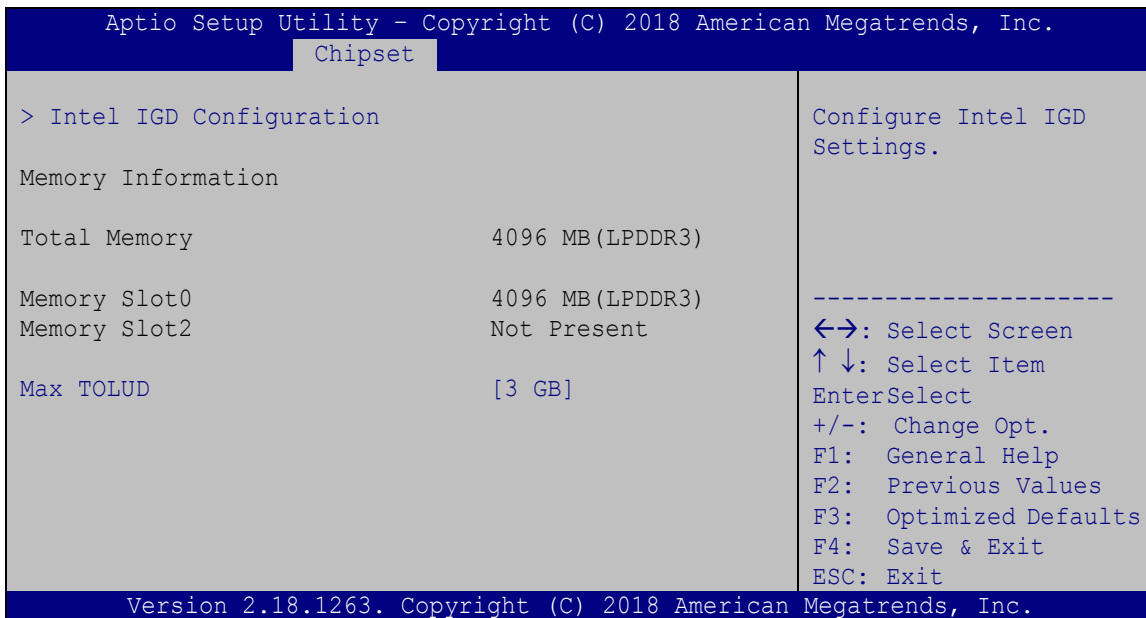 Aptio Setup Utility – Copyright (C) 2018 American Megatrends, Inc.
Chipset
> Intel IGD Configuration
Memory Information
Total Memory 4096 MB(LPDDR3)
Memory Slot0 4096 MB(LPDDR3)
Memory Slot2 Not Present
Max TOLUD [3 GB]
Configure Intel IGD
Settings.
---------------------
←→: Select Screen
↑ ↓: Select Item
EnterSelect
+/-: Change Opt.
F1: General Help
F2: Previous Values
F3: Optimized Defaults
F4: Save & Exit
ESC: Exit
Version 2.18.1263. Copyright (C) 2018 American Megatrends, Inc.